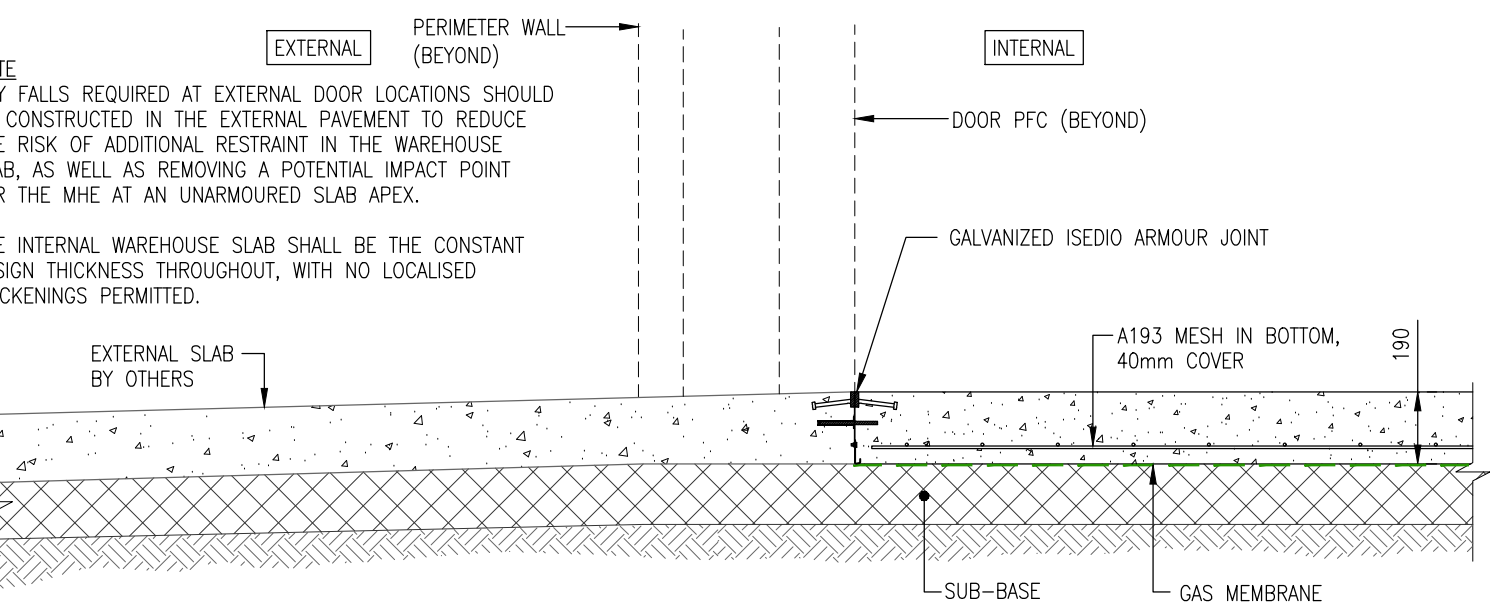 EXTERNAL
PERIMETER WALL
(BEYOND)
INTERNAL
TE
Y FALLS REQUIRED AT EXTERNAL DOOR LOCATIONS SHOULD
CONSTRUCTED IN THE EXTERNAL PAVEMENT TO REDUCE
E RISK OF ADDITIONAL RESTRAINT IN THE WAREHOUSE
AB, AS WELL AS REMOVING A POTENTIAL IMPACT POINT
R THE MHE AT AN UNARMOURED SLAB APEX.
E INTERNAL WAREHOUSE SLAB SHALL BE THE CONSTANT
SIGN THICKNESS THROUGHOUT, WITH NO LOCALISED
CKENINGS PERMITTED.
DOOR PFC (BEYOND)
GALVANIZED ISEDIO ARMOUR JOINT
EXTERNAL SLAB
BY OTHERS
A193 MESH IN BOTTOM,
40mm COVER
190
SUB-BASE
GAS MEMBRANE